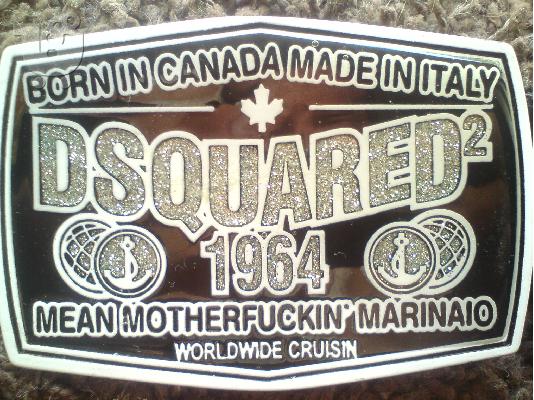 BORN IN CANADA MADE IN ITALY
DSQUARED²
1964
MEAN MOTHERFUCKIN' MARINAIO
WORLDWIDE CRUISIN